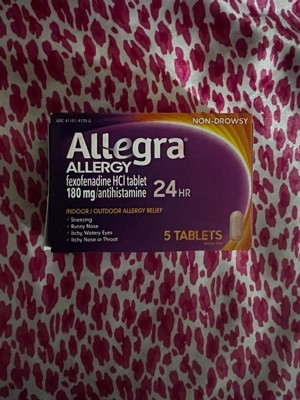 NON-DROWSY
Allegra®
ALLERGY
fexofenadine HCl tablet
180 mg/antihistamine 24 HR
INDOOR / OUTDOOR ALLERGY RELIEF
Sneezing
Runny Nose
Itchy, Watery Eyes
Itchy Nose or Throat
5 TABLETS